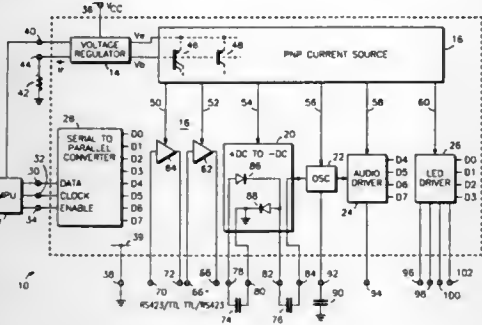 36 VCC
40
44
42
VOLTAGE REGULATOR
14
Ve
Vb
46
48
PNP CURRENT SOURCE
16
50
52
54
56
58
60
28
SERIAL TO PARALLEL CONVERTER
D0
D1
D2
D3
D4
D5
D6
D7
MPU
32
30
34
DATA
CLOCK
ENABLE
16
64
62
20
+DC TO -DC
86
88
22
OSC
AUDIO DRIVER
24
D4
D5
D6
D7
26
LED DRIVER
D0
D1
D2
D3
39
10
38
70
72
66
68
78
80
82
84
92
90
94
96
98
100
102
RS423/TTL TTL/RS423
74
76